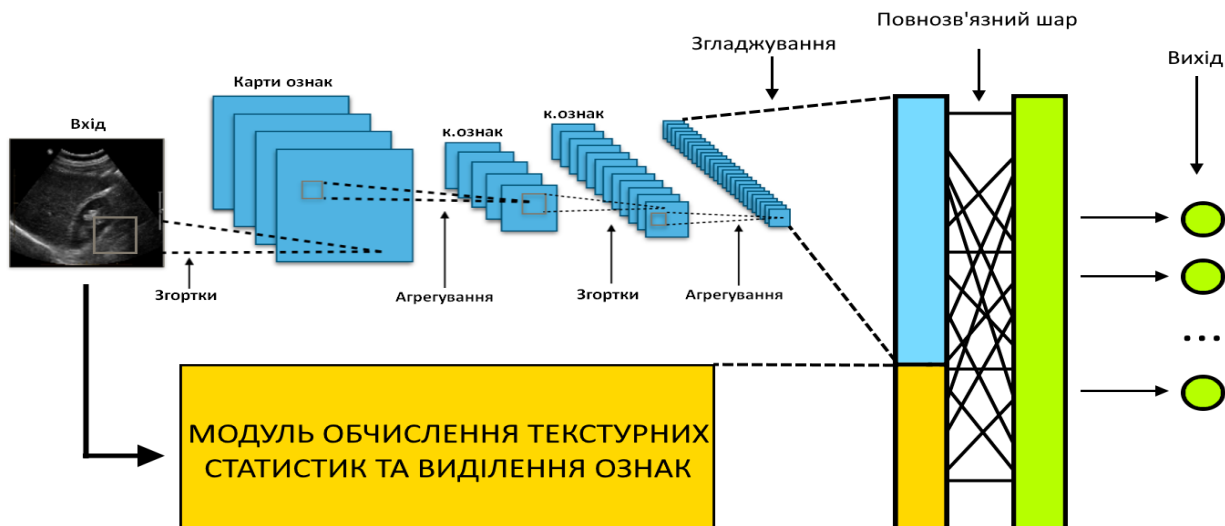 Повнозв'язний шар
Згладжування
Вихід
Карти ознак
Вхід
к.ознак
к.ознак
Згортки
Агрегування
Згортки
Агрегування
...
МОДУЛЬ ОБЧИСЛЕННЯ ТЕКСТУРНИХ
СТАТИСТИК ТА ВИДІЛЕННЯ ОЗНАК